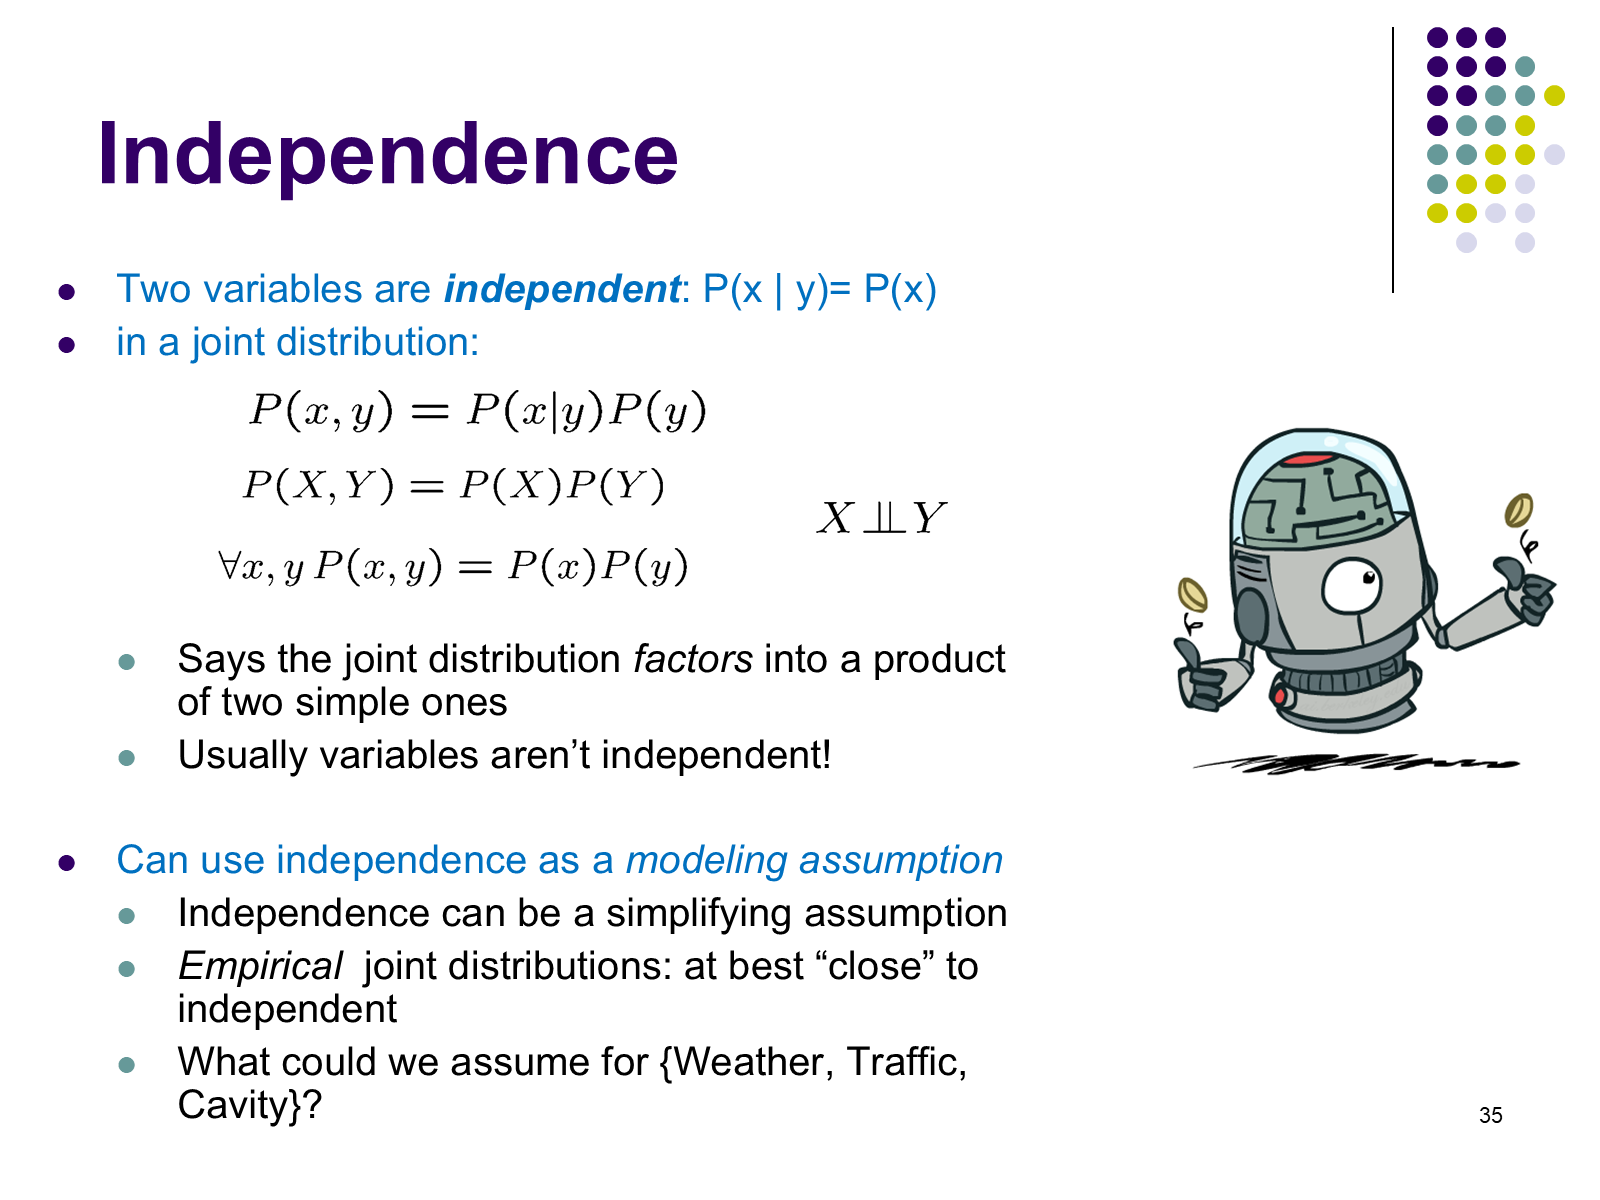 Independence
Two variables are independent: P(x | y)= P(x)
in a joint distribution:
P(x, y) = P(x|y)P(y)
P(X, Y) = P(X)P(Y)
X ⫫ Y
∀x, y P(x, y) = P(x)P(y)
Says the joint distribution factors into a product
of two simple ones
Usually variables aren’t independent!
Can use independence as a modeling assumption
Independence can be a simplifying assumption
Empirical joint distributions: at best “close” to
independent
What could we assume for {Weather, Traffic,
Cavity}?
35